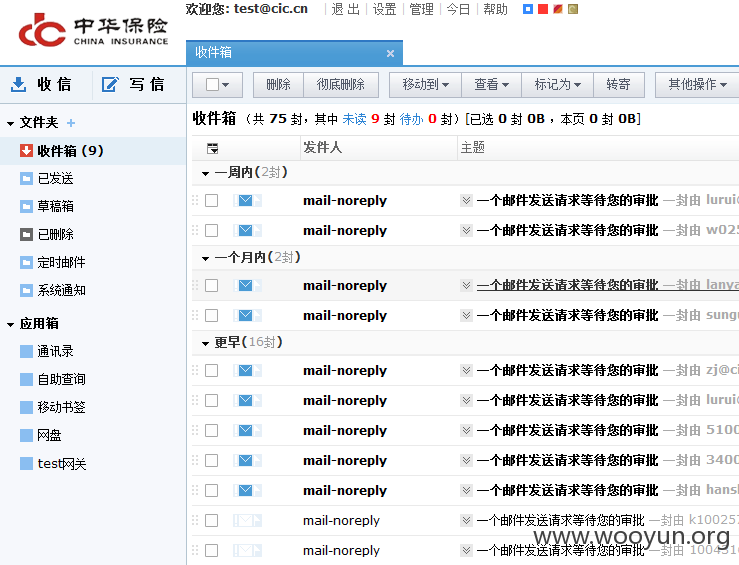 欢迎您: test@cic.cn | 退出 | 设置 | 管理 | 今日 | 帮助
中华保险
CHINA INSURANCE
收件箱 ×
收 信 写 信
删除 彻底删除 移动到 查看 标记为 转寄 其他操作
文件夹 +
收件箱 (9)
已发送
草稿箱
已删除
定时邮件
系统通知
应用箱
通讯录
自助查询
移动书签
网盘
test网关
收件箱 (共 75 封，其中 未读 9 封 待办 0 封) [已选 0 封 0B，本页 0 封 0B]
发件人 主题
一周内(2封)
mail-noreply 一个邮件发送请求等待您的审批 —封由 lurui
mail-noreply 一个邮件发送请求等待您的审批 —封由 w025
一个月内(2封)
mail-noreply 一个邮件发送请求等待您的审批 —封由 lanya
mail-noreply 一个邮件发送请求等待您的审批 —封由 sung
更早(16封)
mail-noreply 一个邮件发送请求等待您的审批 —封由 zj@ci
mail-noreply 一个邮件发送请求等待您的审批 —封由 lurui
mail-noreply 一个邮件发送请求等待您的审批 —封由 5100
mail-noreply 一个邮件发送请求等待您的审批 —封由 3400
mail-noreply 一个邮件发送请求等待您的审批 —封由 hansl
mail-noreply 一个邮件发送请求等待您的审批 —封由 k10025
mail-noreply 一个邮件发送请求等待您的审批 —封由
www.wooyun.org